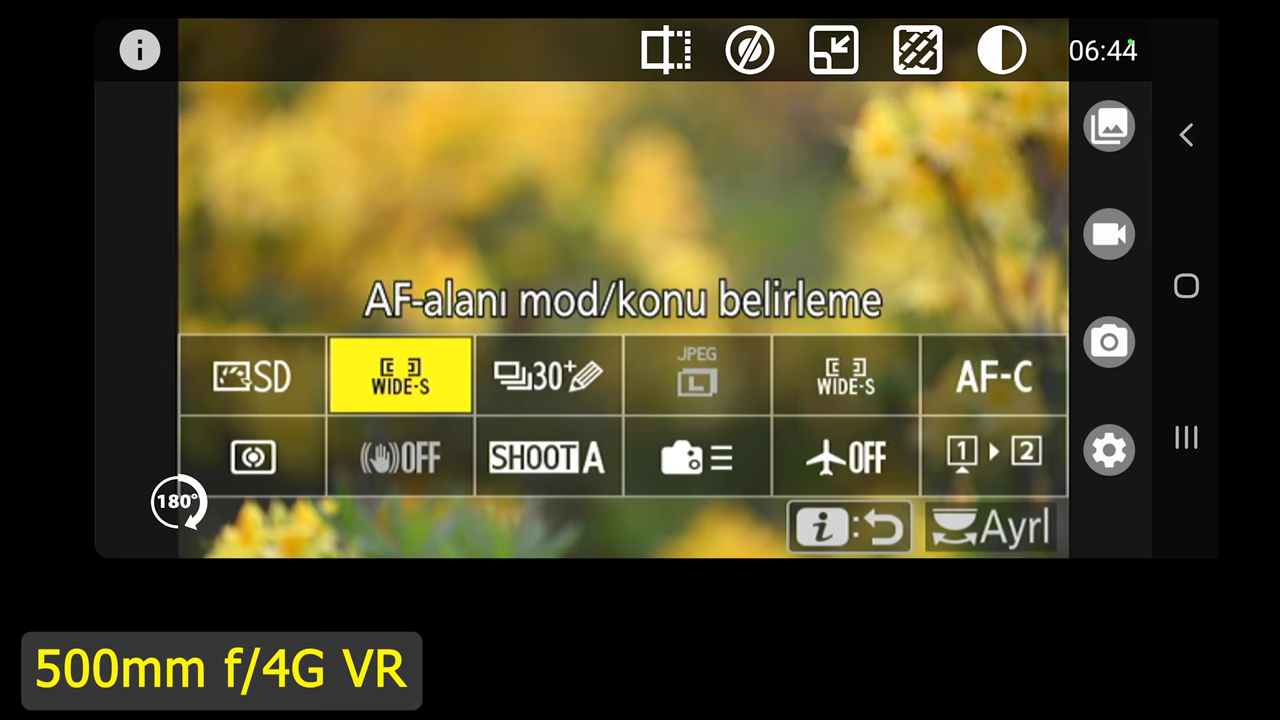 06:44
AF-alanı mod/konu belirleme
SD
WIDE-S
30+
JPEG
L
WIDE-S
AF-C
OFF
SHOOT A
OFF
1 2
180°
i: Ayrl
500mm f/4G VR